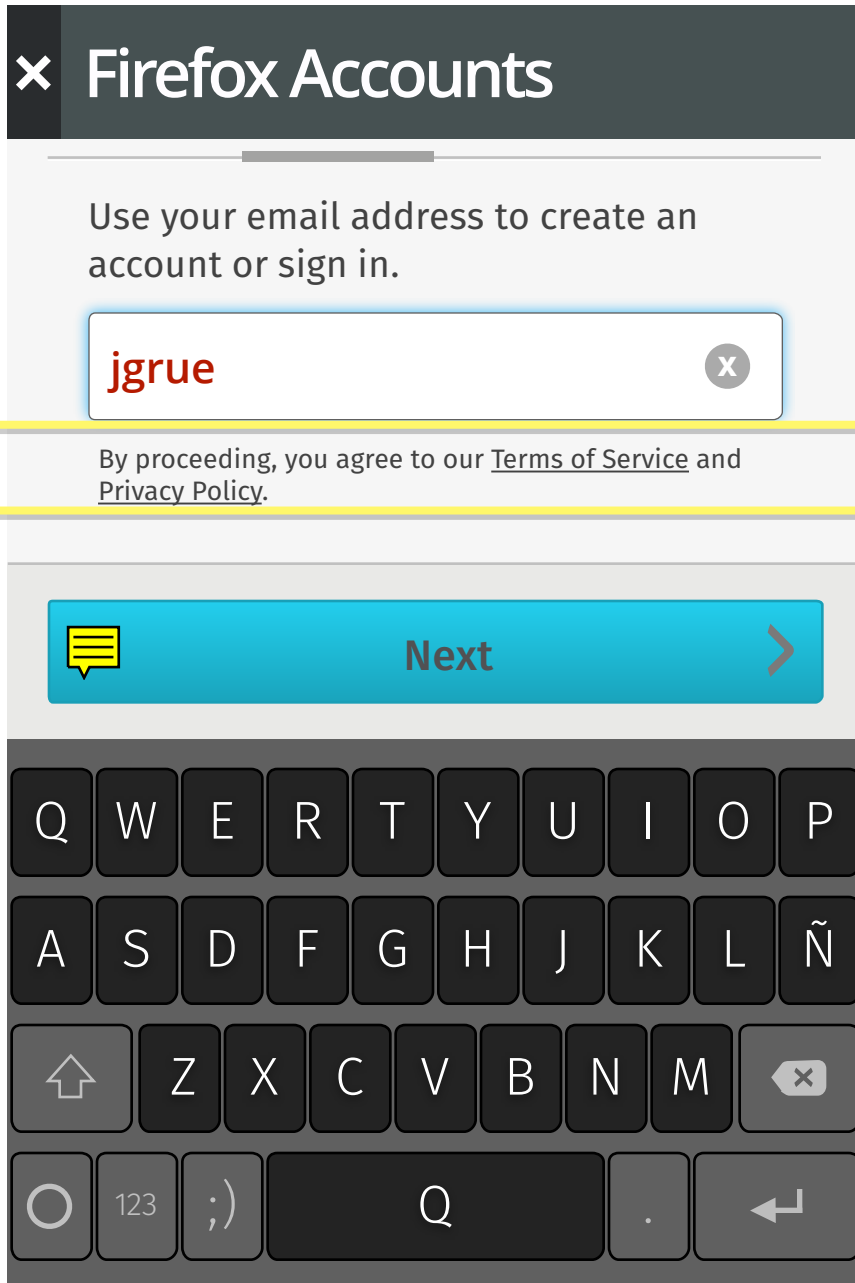 × Firefox Accounts
Use your email address to create an
account or sign in.
jgrue x
By proceeding, you agree to our Terms of Service and
Privacy Policy.
Next
Q W E R T Y U I O P
A S D F G H J K L Ñ
Z X C V B N M
123 ;) Q .